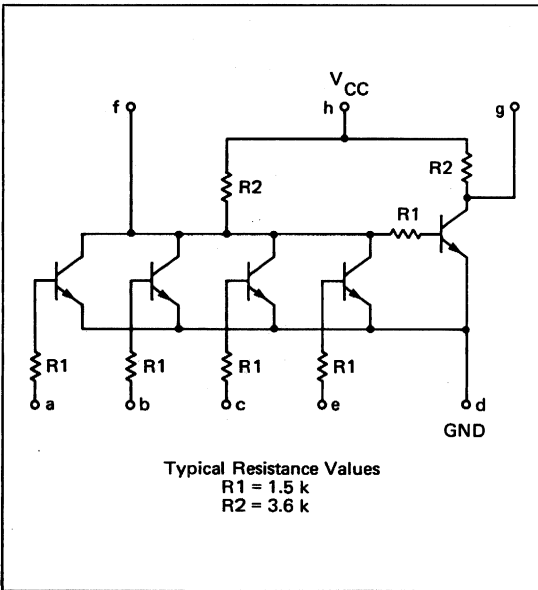 V CC
f h g
R2 R2
R1
R1 R1 R1 R1
a b c e d
GND
Typical Resistance Values
R1 = 1.5 k
R2 = 3.6 k